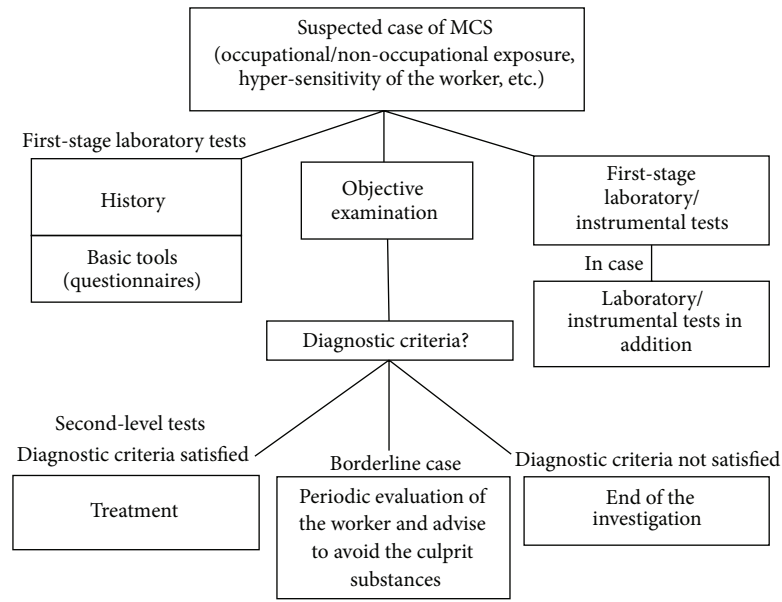 Suspected case of MCS
(occupational/non-occupational exposure,
hyper-sensitivity of the worker, etc.)
First-stage laboratory tests
History
Basic tools
(questionnaires)
Objective
examination
First-stage
laboratory/
instrumental tests
In case
Laboratory/
instrumental tests in
addition
Diagnostic criteria?
Second-level tests
Diagnostic criteria satisfied
Treatment
Borderline case
Periodic evaluation of
the worker and advise
to avoid the culprit
substances
Diagnostic criteria not satisfied
End of the
investigation